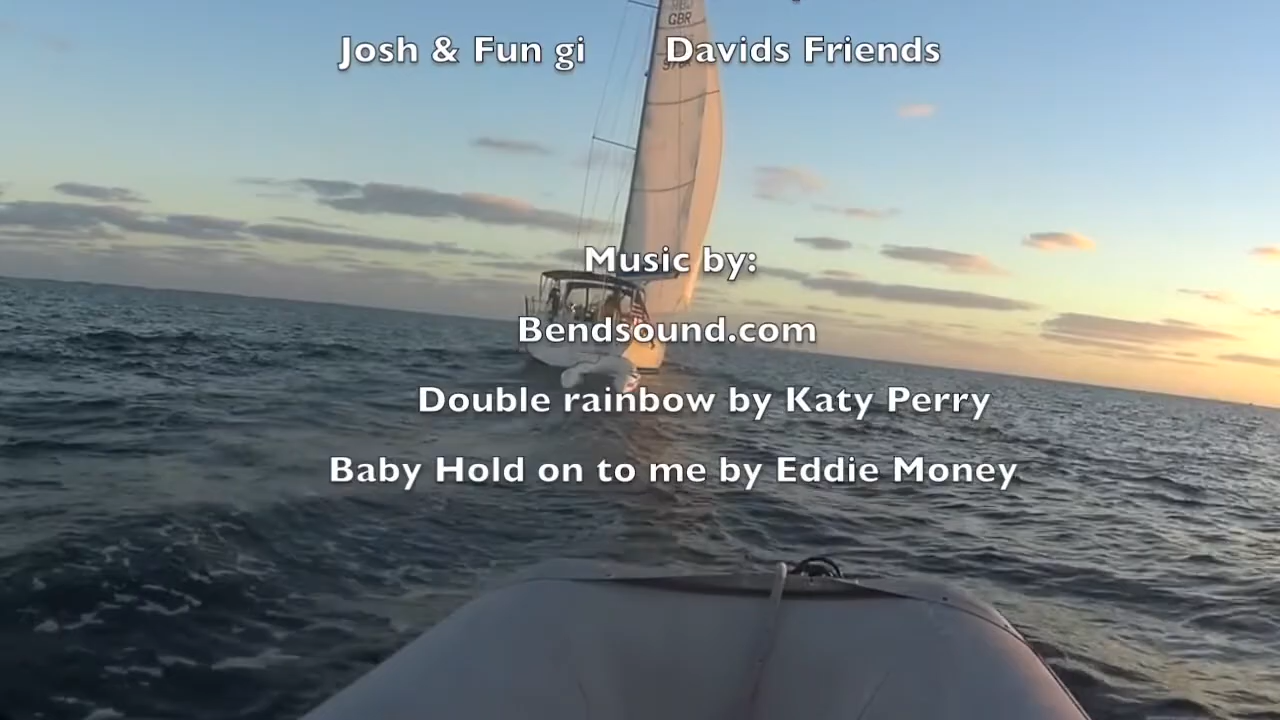 GBR
Josh & Fun gi Davids Friends
Music by:
Bendsound.com
Double rainbow by Katy Perry
Baby Hold on to me by Eddie Money